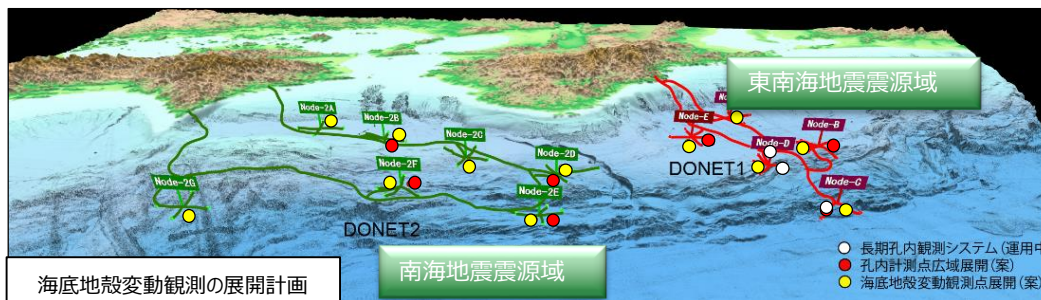 東南海地震震源域
Node-2A
Node-2B
Node-2C
Node-2D
Node-2E
Node-2F
Node-2G
Node-E
Node-D
Node-B
Node-C
DONET1
DONET2
南海地震震源域
海底地殻変動観測の展開計画
長期孔内観測システム(運用中
孔内計測点広域展開(案)
海底地殻変動観測点展開(案)